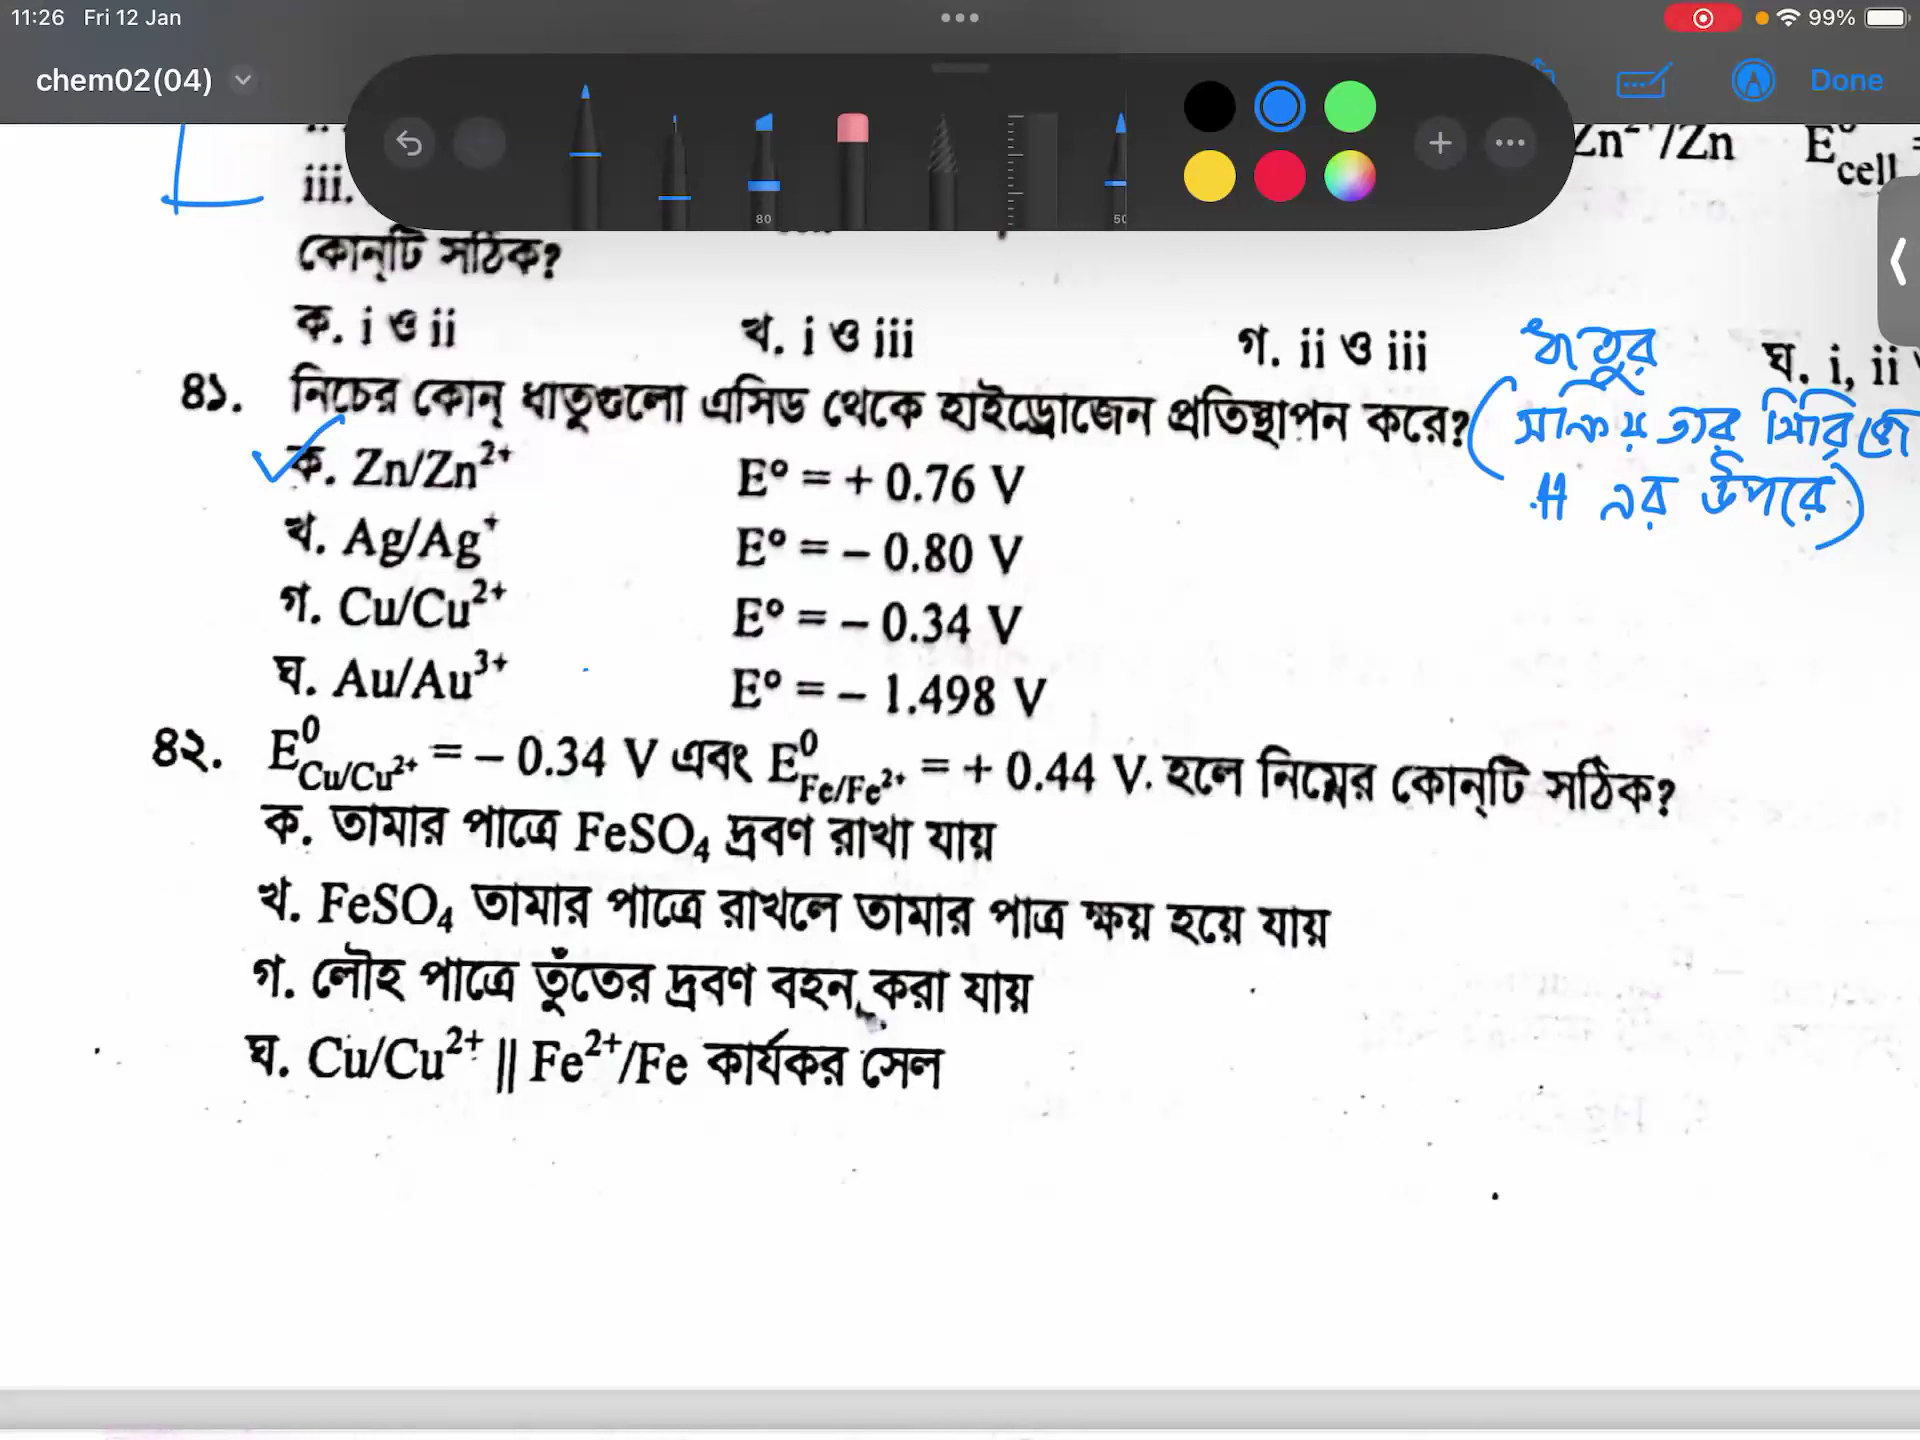 11:26 Fri 12 Jan
99%
chem02(04)
Done
80
50
Zn²⁺/Zn E°cell =
iii.
কোন্‌টি সঠিক?
ক. i ও ii খ. i ও iii গ. ii ও iii ঘ. i, ii
ধাতুর
সক্রিয়তার সিরিজে
H এর উপরে)
৪১. নিচের কোন্ ধাতুগুলো এসিড থেকে হাইড্রোজেন প্রতিস্থাপন করে?
ক. Zn/Zn²⁺ E° = + 0.76 V
খ. Ag/Ag⁺ E° = – 0.80 V
গ. Cu/Cu²⁺ E° = – 0.34 V
ঘ. Au/Au³⁺ E° = – 1.498 V
৪২. E⁰Cu/Cu²⁺ = – 0.34 V এবং E⁰Fe/Fe²⁺ = + 0.44 V. হলে নিম্নের কোন্‌টি সঠিক?
ক. তামার পাত্রে FeSO₄ দ্রবণ রাখা যায়
খ. FeSO₄ তামার পাত্রে রাখলে তামার পাত্র ক্ষয় হয়ে যায়
গ. লৌহ পাত্রে তুঁতের দ্রবণ বহন করা যায়
ঘ. Cu/Cu²⁺ || Fe²⁺/Fe কার্যকর সেল